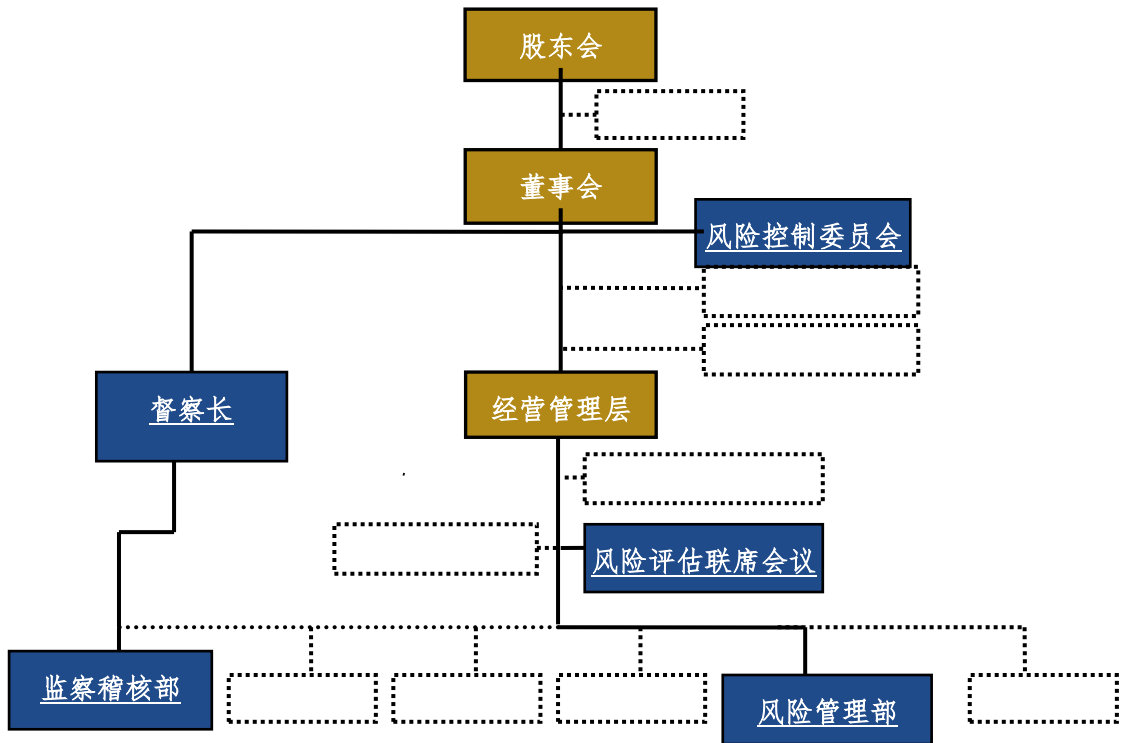 股东会
董事会
风险控制委员会
督察长
经营管理层
风险评估联席会议
监察稽核部
风险管理部